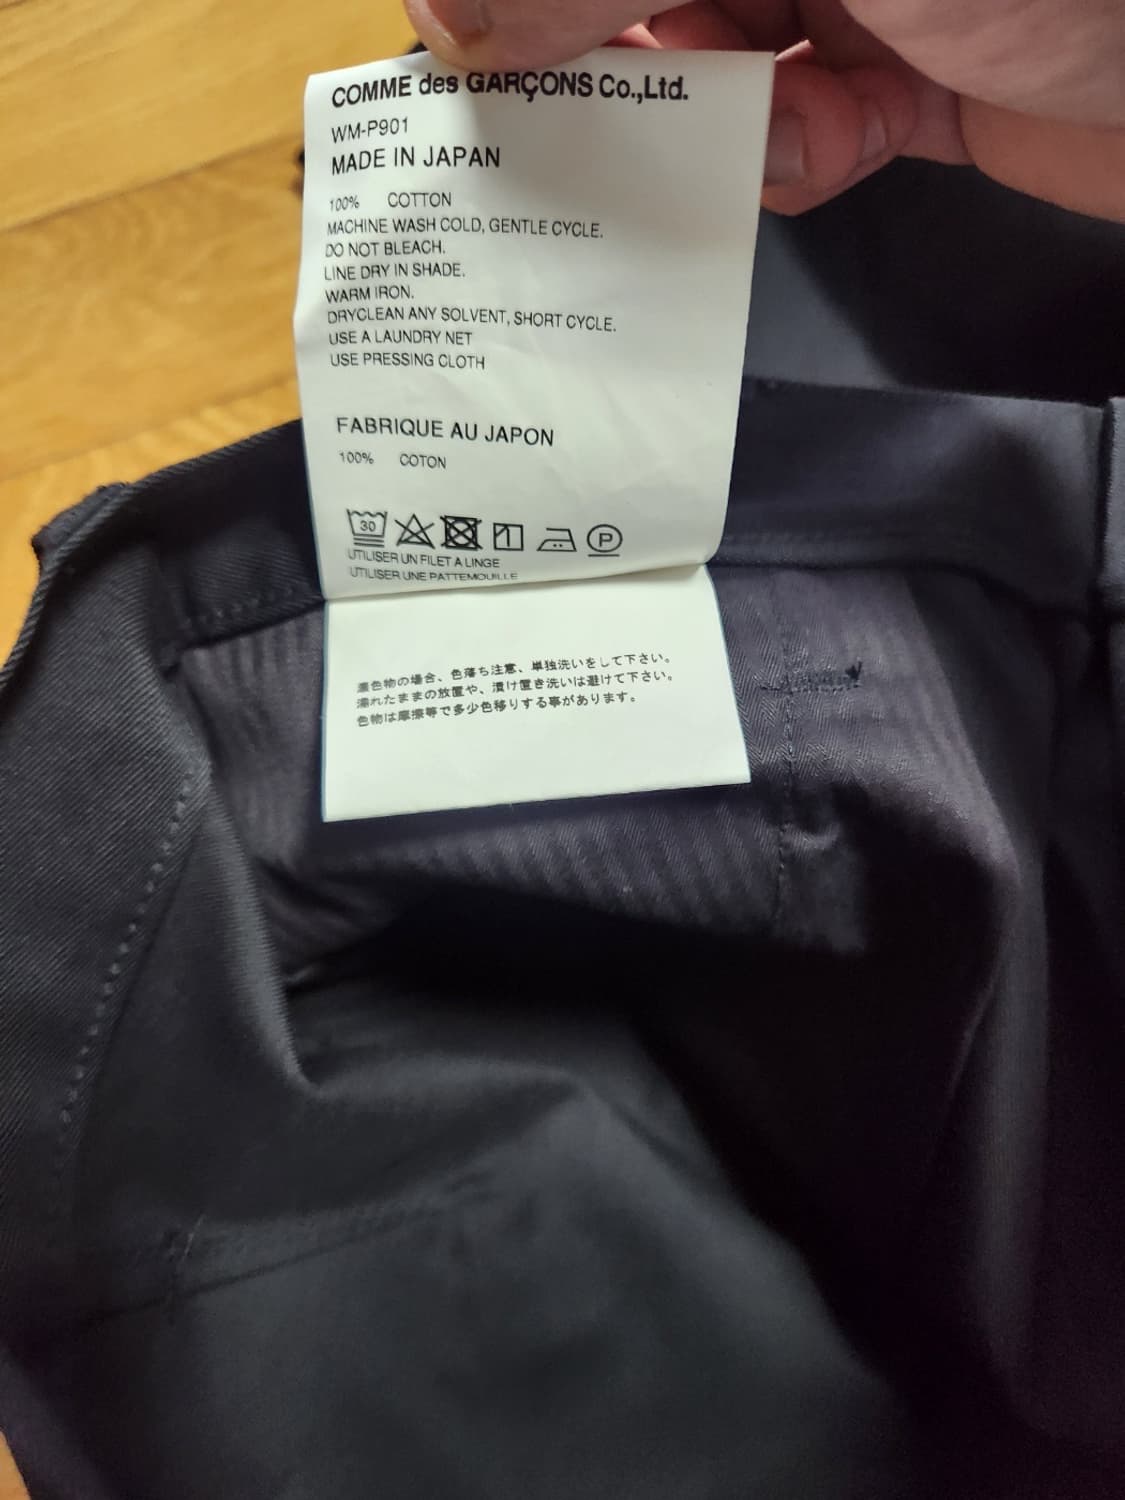 COMME des GARÇONS Co.,Ltd.
WM-P901
MADE IN JAPAN
100% COTTON
MACHINE WASH COLD, GENTLE CYCLE.
DO NOT BLEACH.
LINE DRY IN SHADE.
WARM IRON.
DRYCLEAN ANY SOLVENT, SHORT CYCLE.
USE A LAUNDRY NET
USE PRESSING CLOTH
FABRIQUE AU JAPON
100% COTON
30 P
UTILISER UN FILET A LINGE
UTILISER UNE PATTEMOUILLE
濃色物の場合、色落ち注意、単独洗いをして下さい。
濡れたままの放置や、漬け置き洗いは避けて下さい。
色物は摩擦等で多少色移りする事があります。